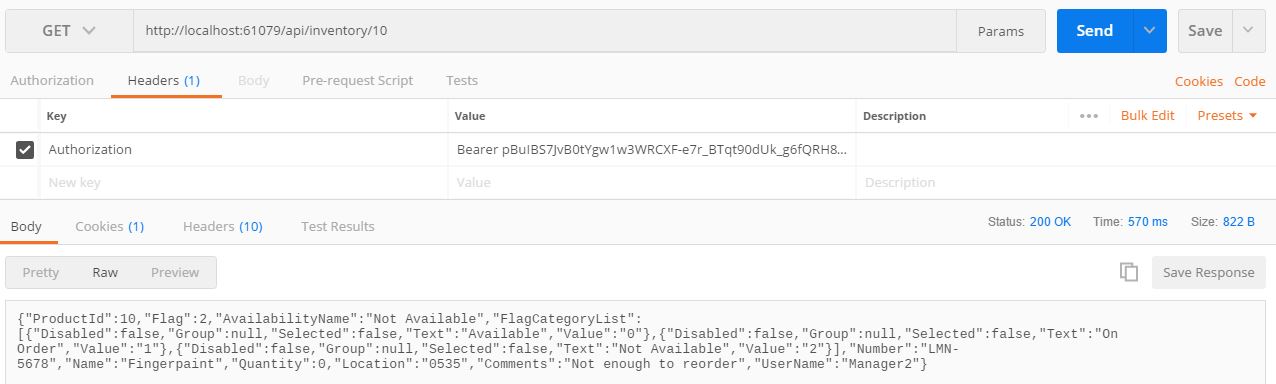 GET http://localhost:61079/api/inventory/10 Params Send Save
Authorization Headers (1) Body Pre-request Script Tests Cookies Code
Key Value Description Bulk Edit Presets
Authorization Bearer pBuIBS7JvB0tYgw1w3WRCXF-e7r_BTqt90dUk_g6fQRH8...
New key Value Description
Body Cookies (1) Headers (10) Test Results Status: 200 OK Time: 570 ms Size: 822 B
Pretty Raw Preview Save Response
{"ProductId":10,"Flag":2,"AvailabilityName":"Not Available","FlagCategoryList":
[{"Disabled":false,"Group":null,"Selected":false,"Text":"Available","Value":"0"},{"Disabled":false,"Group":null,"Selected":false,"Text":"On
Order","Value":"1"},{"Disabled":false,"Group":null,"Selected":false,"Text":"Not Available","Value":"2"}],"Number":"LMN-
5678","Name":"Fingerpaint","Quantity":0,"Location":"0535","Comments":"Not enough to reorder","UserName":"Manager2"}